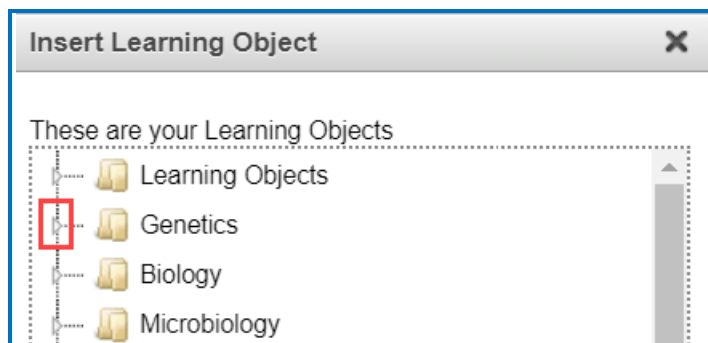 Insert Learning Object
These are your Learning Objects
Learning Objects
Genetics
Biology
Microbiology